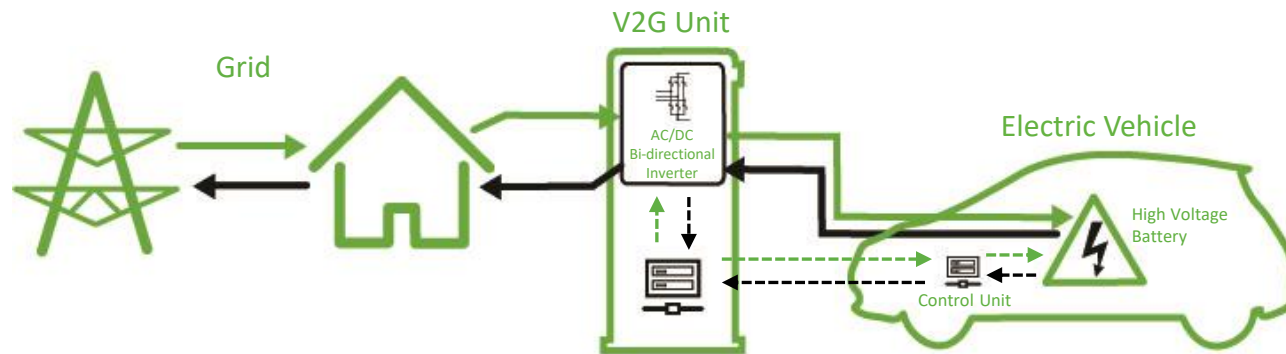 V2G Unit
Grid
AC/DC
Bi-directional
Inverter
Electric Vehicle
High Voltage
Battery
Control Unit